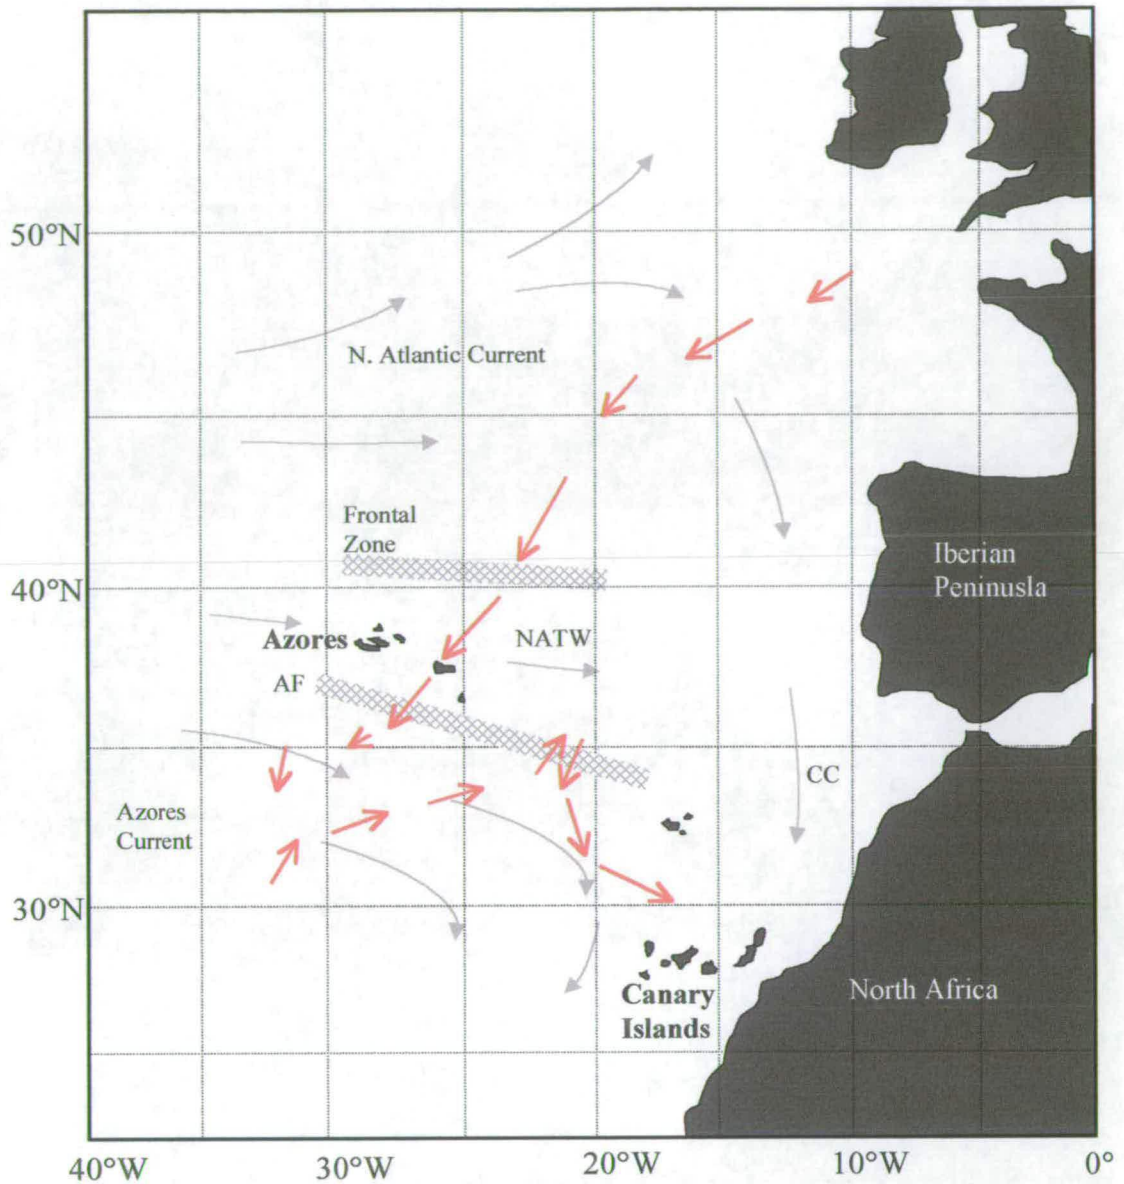 50°N
N. Atlantic Current
Frontal
Zone
Iberian
Peninusla
40°N
Azores
NATW
AF
CC
Azores
Current
30°N
Canary
Islands
North Africa
40°W
30°W
20°W
10°W
0°